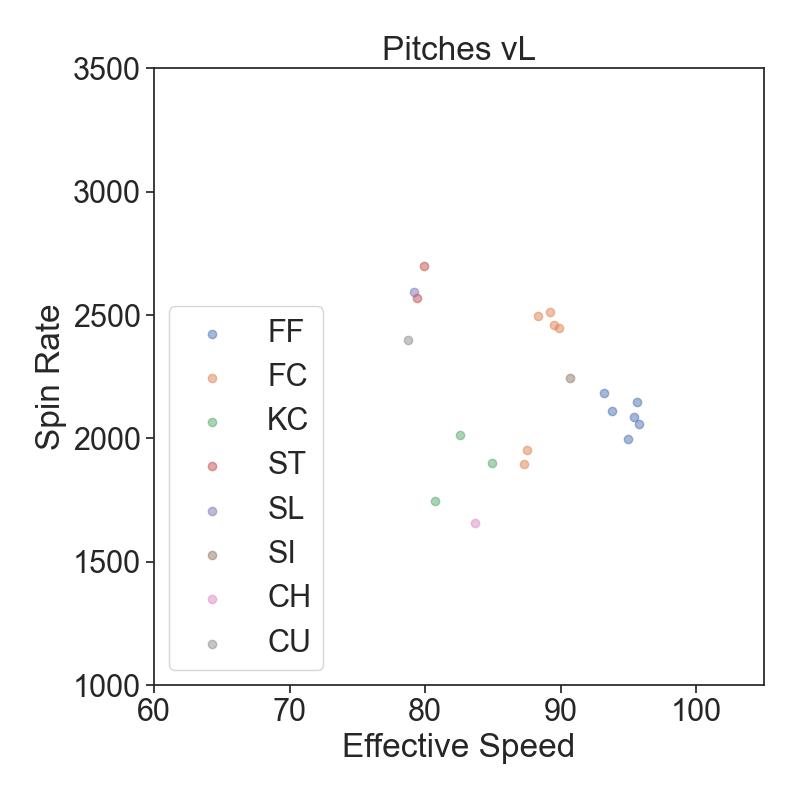 Pitches vL
3500
3000
2500
2000
1500
1000
Spin Rate
FF
FC
KC
ST
SL
SI
CH
CU
60 70 80 90 100
Effective Speed